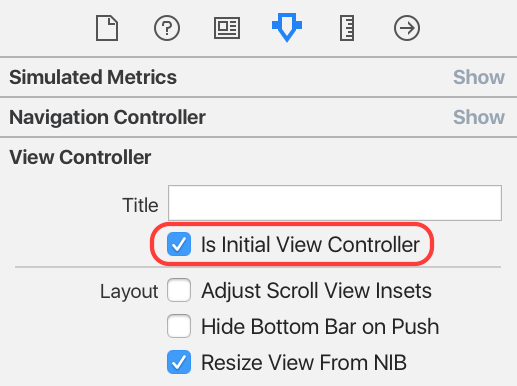 Simulated Metrics Show
Navigation Controller Show
View Controller
Title
Is Initial View Controller
Layout Adjust Scroll View Insets
Hide Bottom Bar on Push
Resize View From NIB